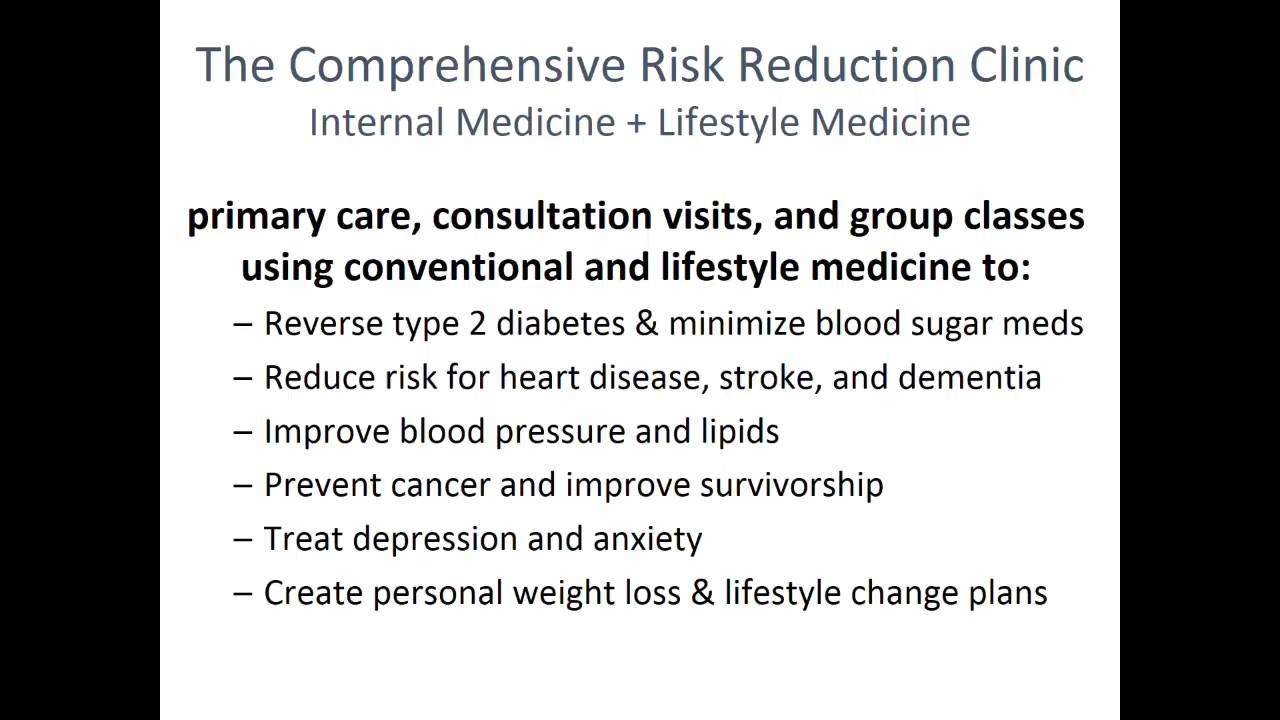 The Comprehensive Risk Reduction Clinic
Internal Medicine + Lifestyle Medicine
primary care, consultation visits, and group classes
using conventional and lifestyle medicine to:
– Reverse type 2 diabetes & minimize blood sugar meds
– Reduce risk for heart disease, stroke, and dementia
– Improve blood pressure and lipids
– Prevent cancer and improve survivorship
– Treat depression and anxiety
– Create personal weight loss & lifestyle change plans